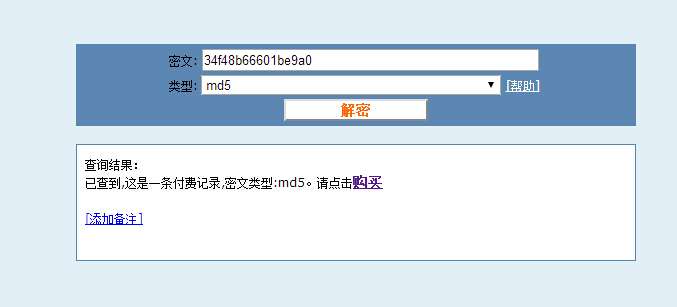 密文: 34f48b66601be9a0
类型: md5 [帮助]
解密
查询结果:
已查到,这是一条付费记录,密文类型:md5。请点击购买
[添加备注]